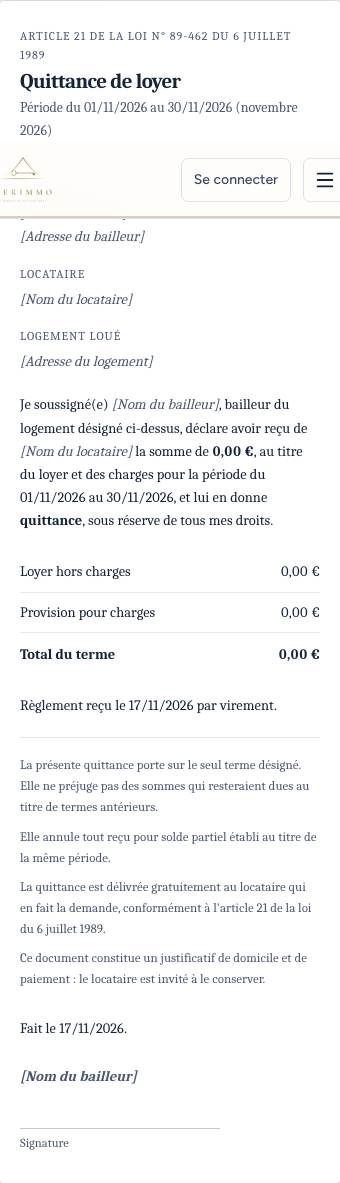 ARTICLE 21 DE LA LOI N° 89-462 DU 6 JUILLET
1989
Quittance de loyer
Période du 01/11/2026 au 30/11/2026 (novembre
2026)
ERIMMO
Se connecter
[Adresse du bailleur]
LOCATAIRE
[Nom du locataire]
LOGEMENT LOUÉ
[Adresse du logement]
Je soussigné(e) [Nom du bailleur], bailleur du
logement désigné ci-dessus, déclare avoir reçu de
[Nom du locataire] la somme de 0,00 €, au titre
du loyer et des charges pour la période du
01/11/2026 au 30/11/2026, et lui en donne
quittance, sous réserve de tous mes droits.
Loyer hors charges 0,00 €
Provision pour charges 0,00 €
Total du terme 0,00 €
Règlement reçu le 17/11/2026 par virement.
La présente quittance porte sur le seul terme désigné.
Elle ne préjuge pas des sommes qui resteraient dues au
titre de termes antérieurs.
Elle annule tout reçu pour solde partiel établi au titre de
la même période.
La quittance est délivrée gratuitement au locataire qui
en fait la demande, conformément à l'article 21 de la loi
du 6 juillet 1989.
Ce document constitue un justificatif de domicile et de
paiement : le locataire est invité à le conserver.
Fait le 17/11/2026.
[Nom du bailleur]
Signature